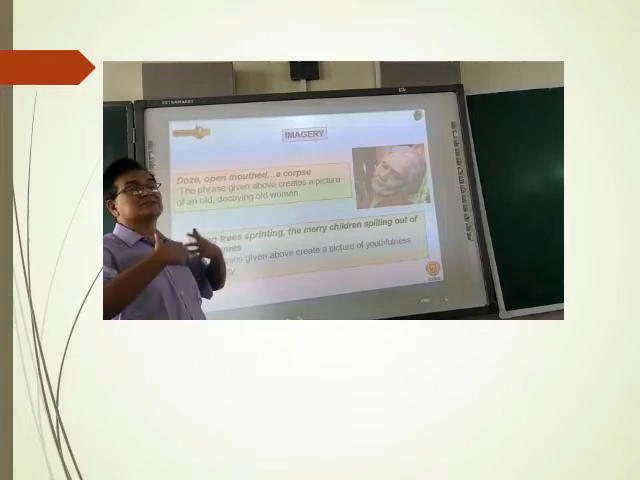 IMAGERY
Doze, open mouthed...a corpse
The phrase given above creates a picture
of an old, decaying old women.
trees sprinting, the merry children spilling out of
given above create a picture of youthfulness